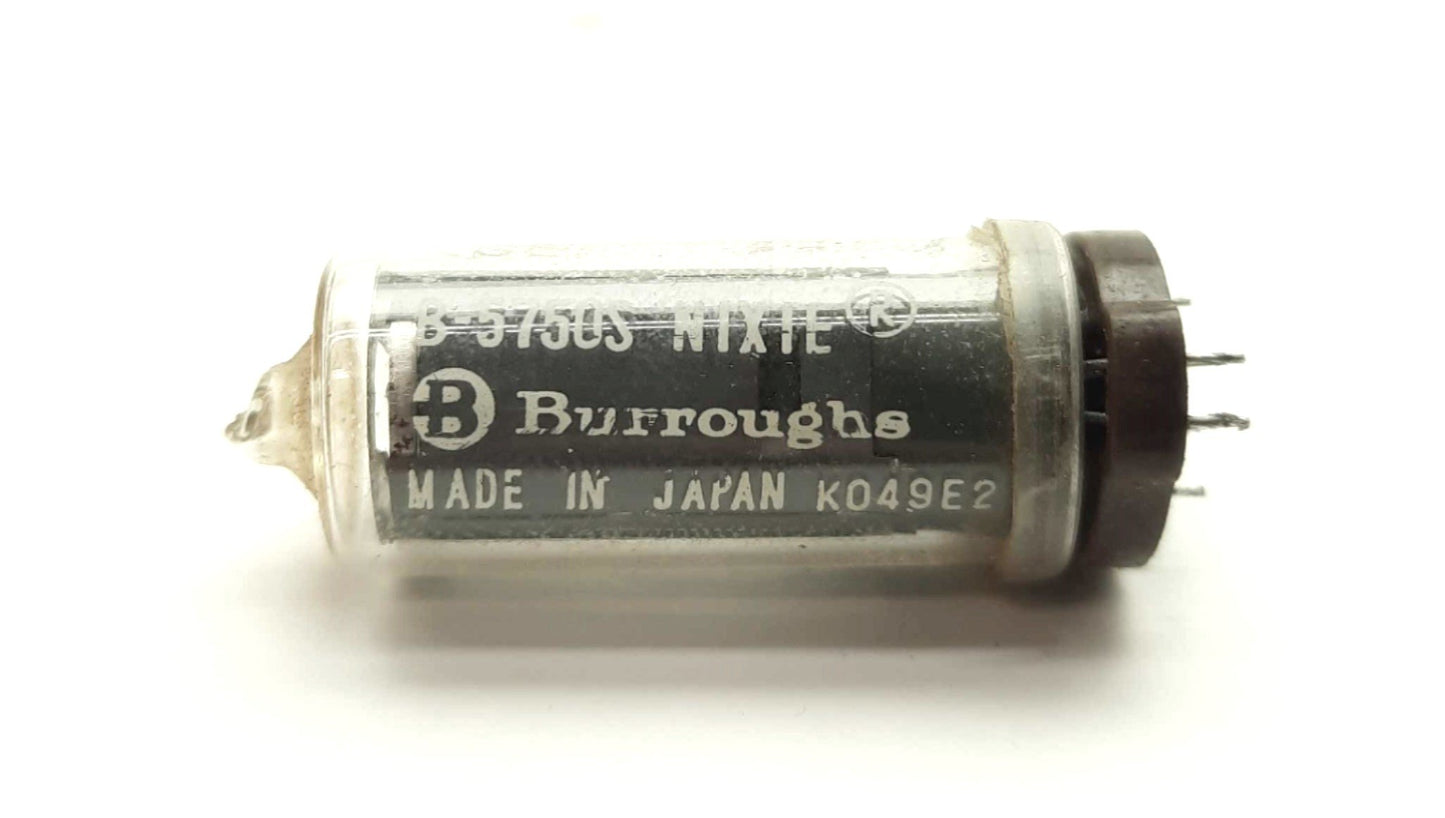 B-5750S NIXIE ®
B Burroughs
MADE IN JAPAN K049E2